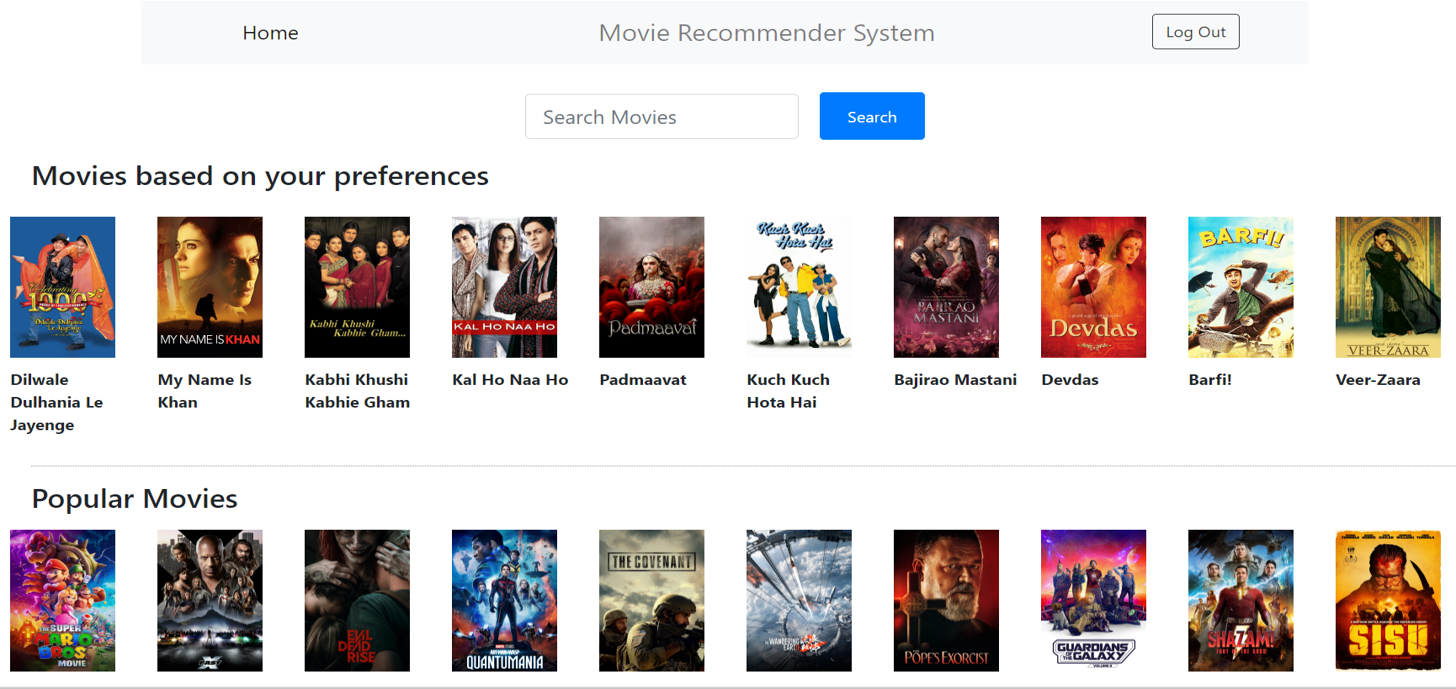 Home
Movie Recommender System
Log Out
Search Movies
Search
Movies based on your preferences
Celebrating
1000
Dilwale Dulhania
Le Jayenge
MY NAME IS KHAN
Kabhi Khushi
Kabhie Gham...
KAL HO NAA HO
Padmaavat
Kuch Kuch
Hota Hai
BAJIRAO
MASTANI
Devdas
BARFI!
VEER-ZAARA
Dilwale
Dulhania Le
Jayenge
My Name Is
Khan
Kabhi Khushi
Kabhie Gham
Kal Ho Naa Ho
Padmaavat
Kuch Kuch
Hota Hai
Bajirao Mastani
Devdas
Barfi!
Veer-Zaara
Popular Movies
THE SUPER
MARIO
BROS
MOVIE
X
EVIL
DEAD
RISE
ANT-MAN AND THE WASP
QUANTUMANIA
THE COVENANT
THE WANDERING
EARTH
THE
POPE'S EXORCIST
GUARDIANS
OF THE GALAXY
SHAZAM!
FURY OF THE GODS
SISU